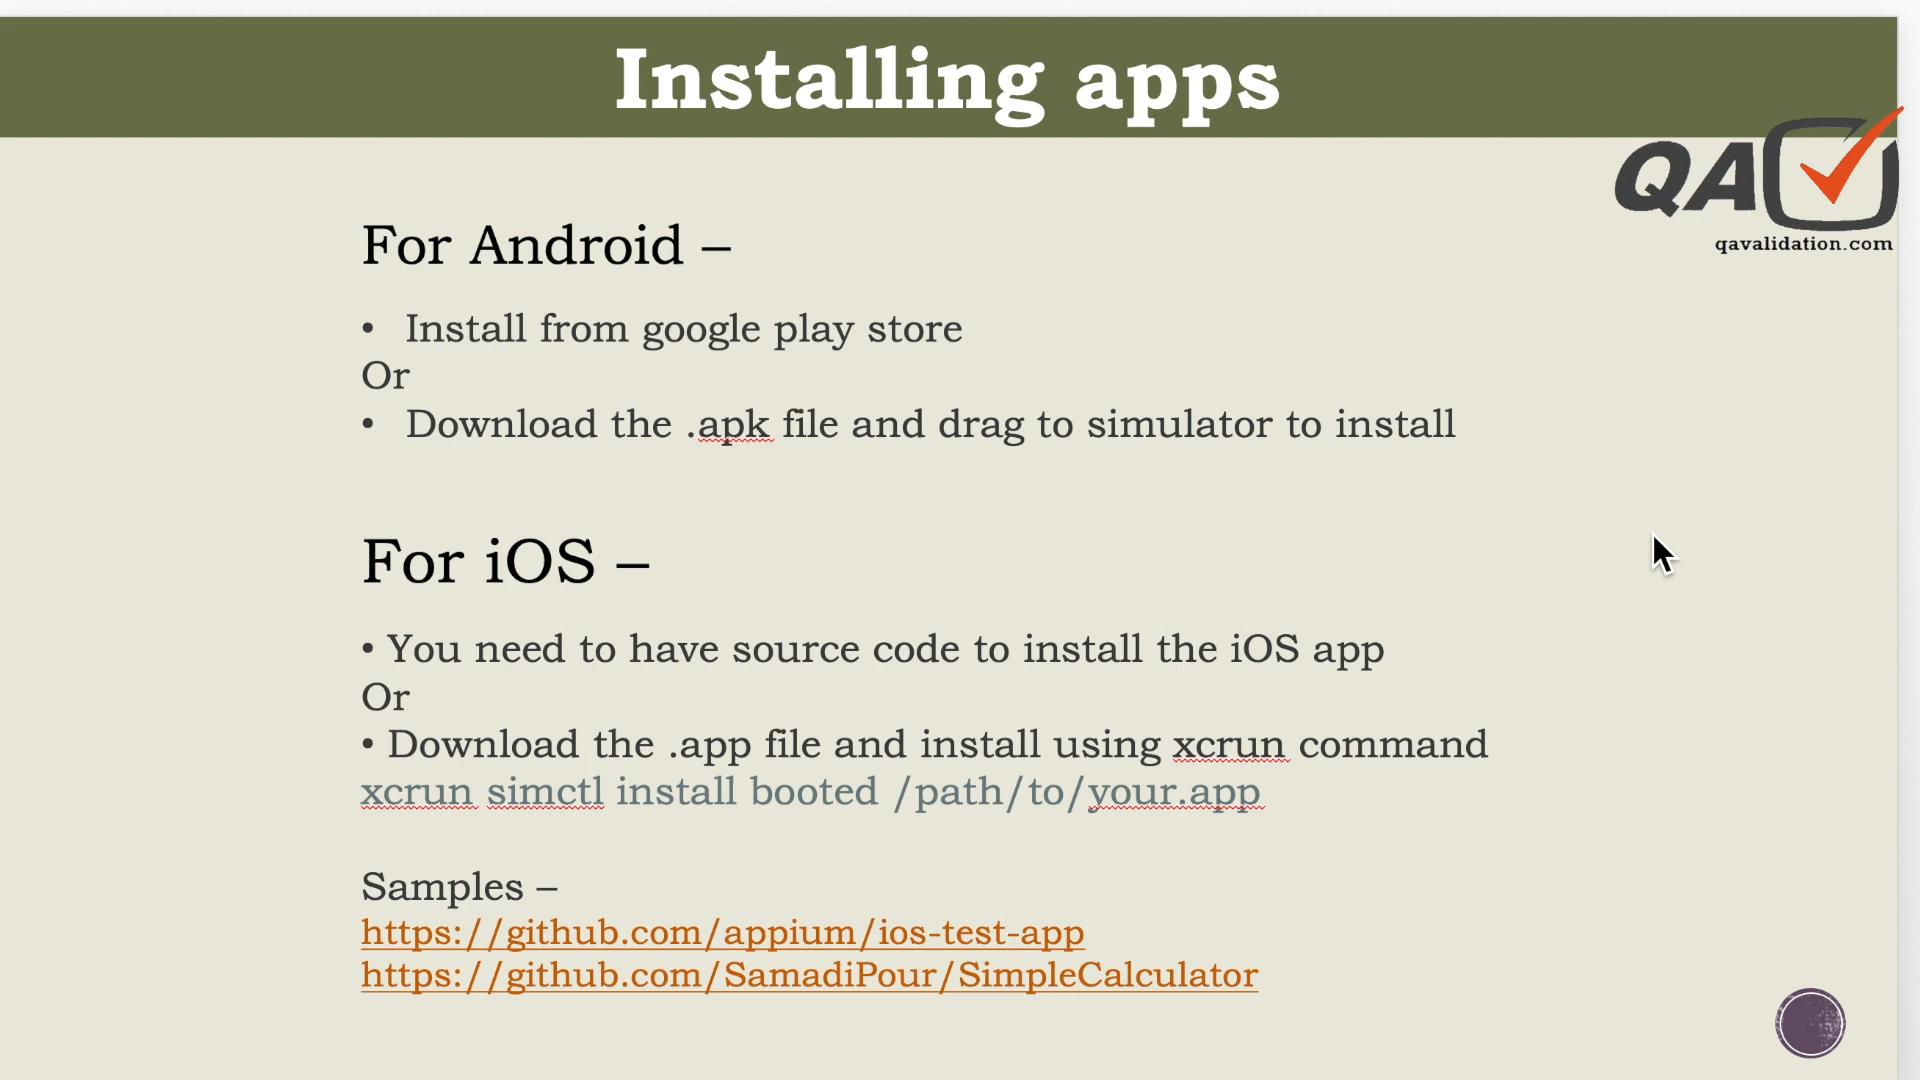 Installing apps
QA
qavalidation.com
For Android –
• Install from google play store
Or
• Download the .apk file and drag to simulator to install
For iOS –
• You need to have source code to install the iOS app
Or
• Download the .app file and install using xcrun command
xcrun simctl install booted /path/to/your.app
Samples –
https://github.com/appium/ios-test-app
https://github.com/SamadiPour/SimpleCalculator